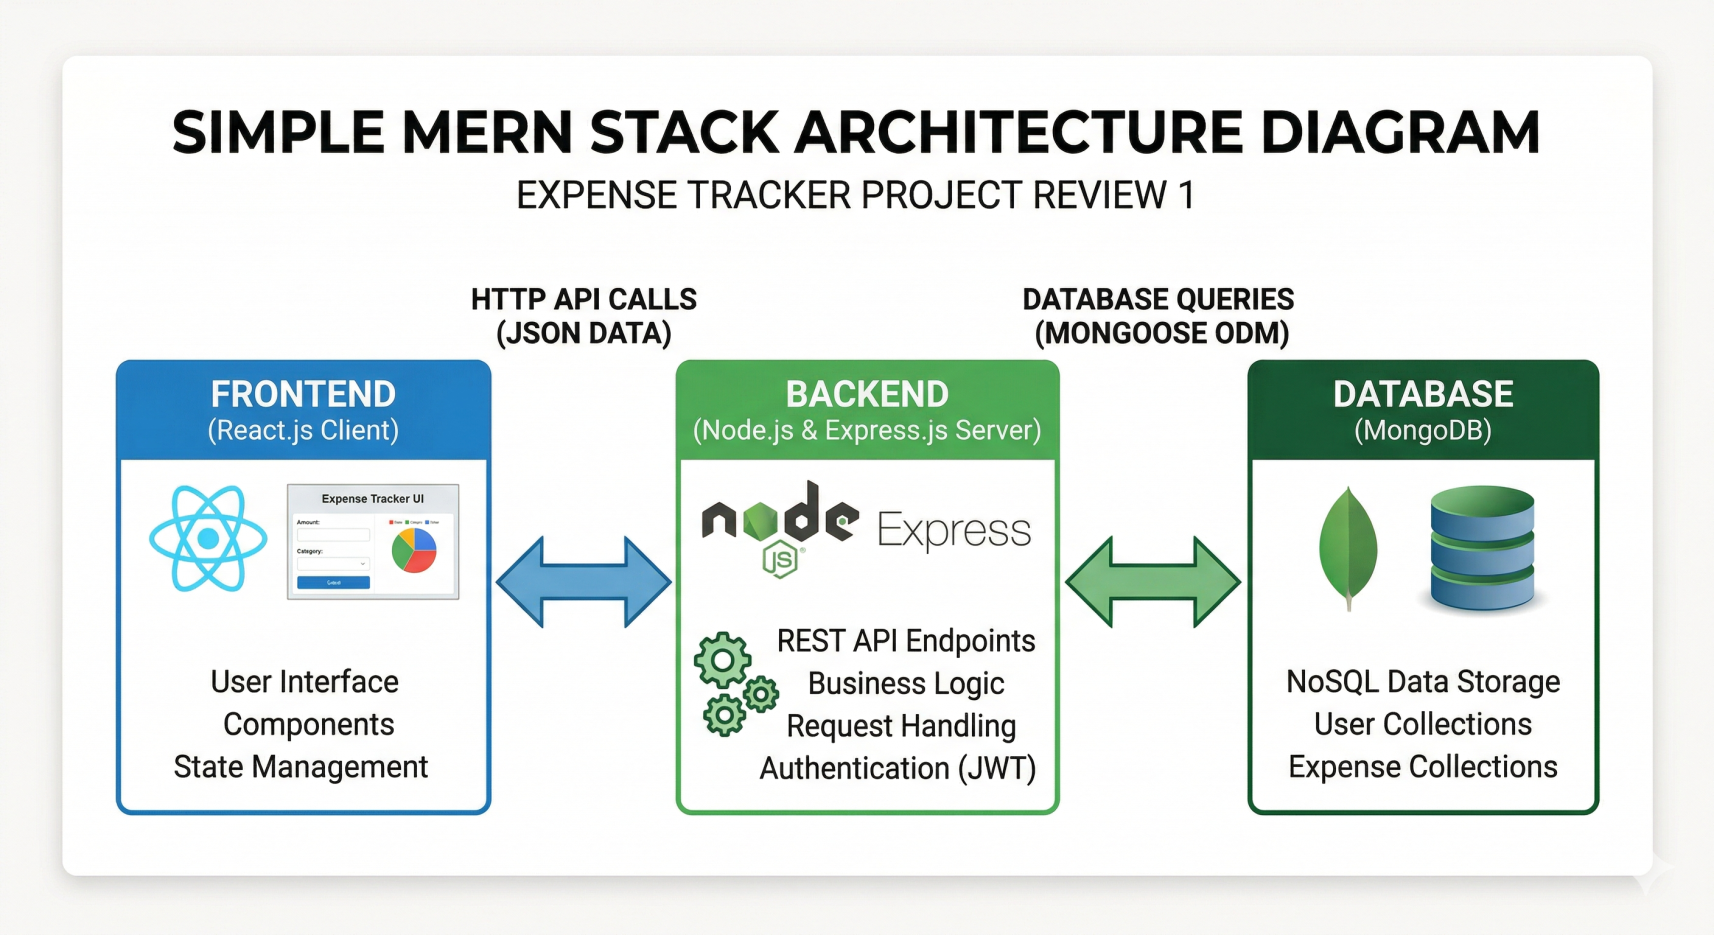 SIMPLE MERN STACK ARCHITECTURE DIAGRAM
EXPENSE TRACKER PROJECT REVIEW 1
HTTP API CALLS
(JSON DATA)
DATABASE QUERIES
(MONGOOSE ODM)
FRONTEND
(React.js Client)
Expense Tracker UI
Amount:
Category:
User Interface
Components
State Management
BACKEND
(Node.js & Express.js Server)
node
JS
Express
REST API Endpoints
Business Logic
Request Handling
Authentication (JWT)
DATABASE
(MongoDB)
NoSQL Data Storage
User Collections
Expense Collections